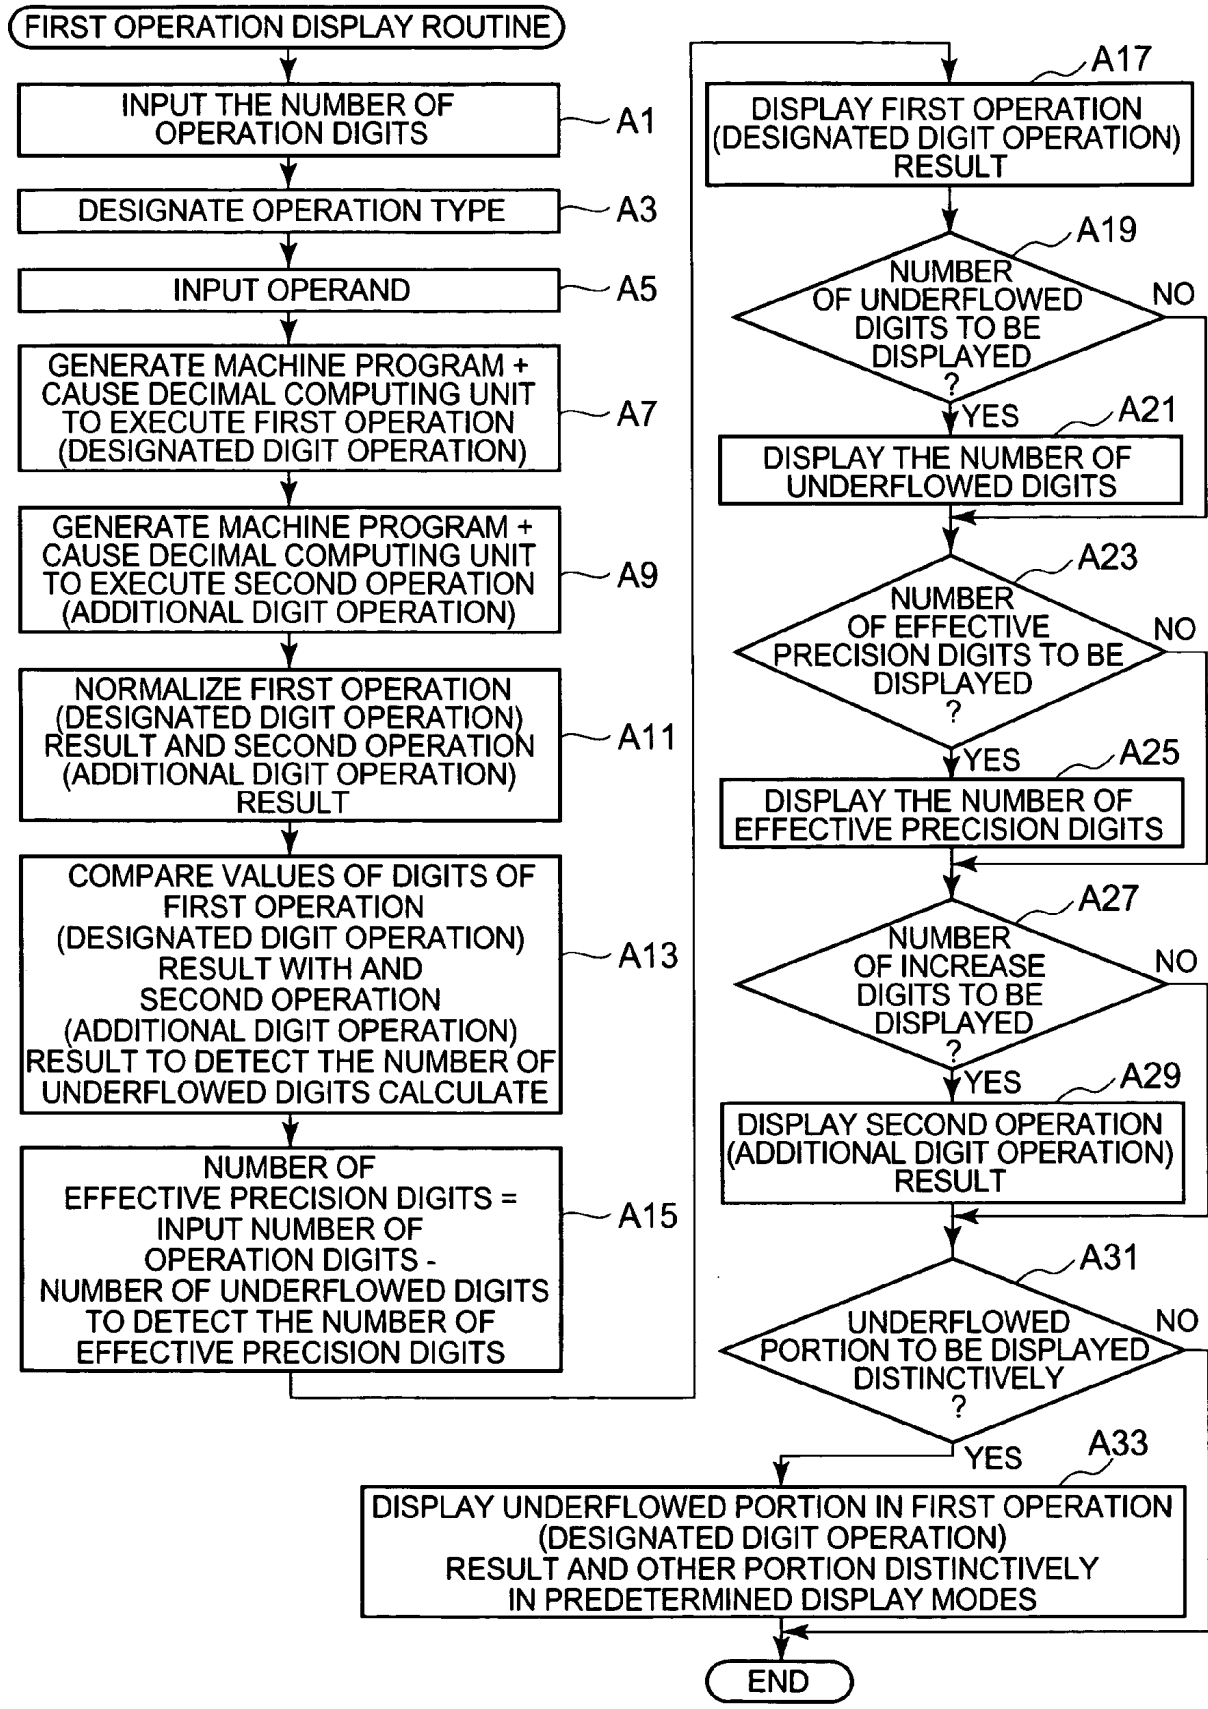 FIRST OPERATION DISPLAY ROUTINE
INPUT THE NUMBER OF
OPERATION DIGITS
A1
DESIGNATE OPERATION TYPE
A3
INPUT OPERAND
A5
GENERATE MACHINE PROGRAM +
CAUSE DECIMAL COMPUTING UNIT
TO EXECUTE FIRST OPERATION
(DESIGNATED DIGIT OPERATION)
A7
GENERATE MACHINE PROGRAM +
CAUSE DECIMAL COMPUTING UNIT
TO EXECUTE SECOND OPERATION
(ADDITIONAL DIGIT OPERATION)
A9
NORMALIZE FIRST OPERATION
(DESIGNATED DIGIT OPERATION)
RESULT AND SECOND OPERATION
(ADDITIONAL DIGIT OPERATION)
RESULT
A11
COMPARE VALUES OF DIGITS OF
FIRST OPERATION
(DESIGNATED DIGIT OPERATION)
RESULT WITH AND
SECOND OPERATION
(ADDITIONAL DIGIT OPERATION)
RESULT TO DETECT THE NUMBER OF
UNDERFLOWED DIGITS CALCULATE
A13
NUMBER OF
EFFECTIVE PRECISION DIGITS =
INPUT NUMBER OF
OPERATION DIGITS -
NUMBER OF UNDERFLOWED DIGITS
TO DETECT THE NUMBER OF
EFFECTIVE PRECISION DIGITS
A15
A17
DISPLAY FIRST OPERATION
(DESIGNATED DIGIT OPERATION)
RESULT
A19
NUMBER
OF UNDERFLOWED
DIGITS TO BE
DISPLAYED
?
NO
YES
A21
DISPLAY THE NUMBER OF
UNDERFLOWED DIGITS
A23
NUMBER
OF EFFECTIVE
PRECISION DIGITS TO BE
DISPLAYED
?
NO
YES
A25
DISPLAY THE NUMBER OF
EFFECTIVE PRECISION DIGITS
A27
NUMBER
OF INCREASE
DIGITS TO BE
DISPLAYED
?
NO
YES
A29
DISPLAY SECOND OPERATION
(ADDITIONAL DIGIT OPERATION)
RESULT
A31
UNDERFLOWED
PORTION TO BE DISPLAYED
DISTINCTIVELY
?
NO
YES
A33
DISPLAY UNDERFLOWED PORTION IN FIRST OPERATION
(DESIGNATED DIGIT OPERATION)
RESULT AND OTHER PORTION DISTINCTIVELY
IN PREDETERMINED DISPLAY MODES
END